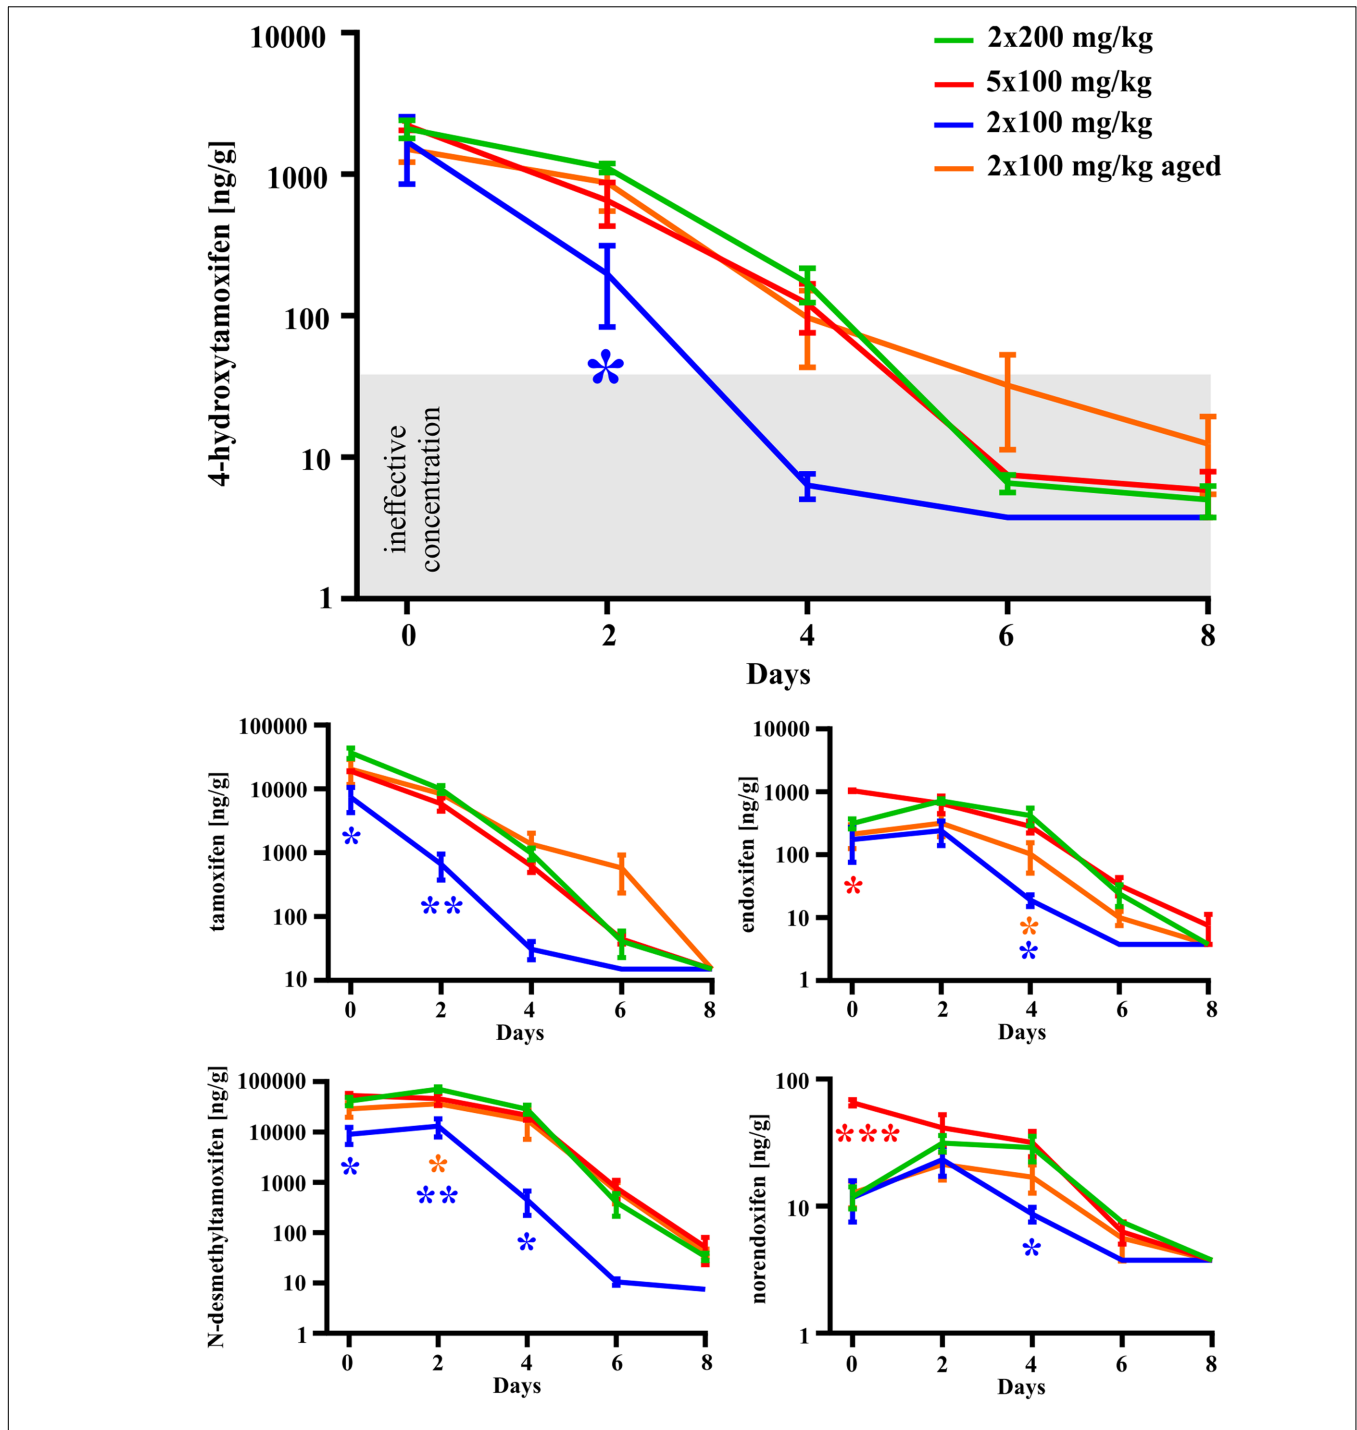 10000
1000
100
10
1
4-hydroxytamoxifen [ng/g]
2x200 mg/kg
5x100 mg/kg
2x100 mg/kg
2x100 mg/kg aged
*
ineffective
concentration
0 2 4 6 8
Days
100000
10000
1000
100
10
tamoxifen [ng/g]
*
**
0 2 4 6 8
Days
10000
1000
100
10
1
endoxifen [ng/g]
*
*
*
0 2 4 6 8
Days
100000
10000
1000
100
10
1
N-desmethyltamoxifen [ng/g]
*
*
**
*
0 2 4 6 8
Days
100
10
1
norendoxifen [ng/g]
***
*
0 2 4 6 8
Days